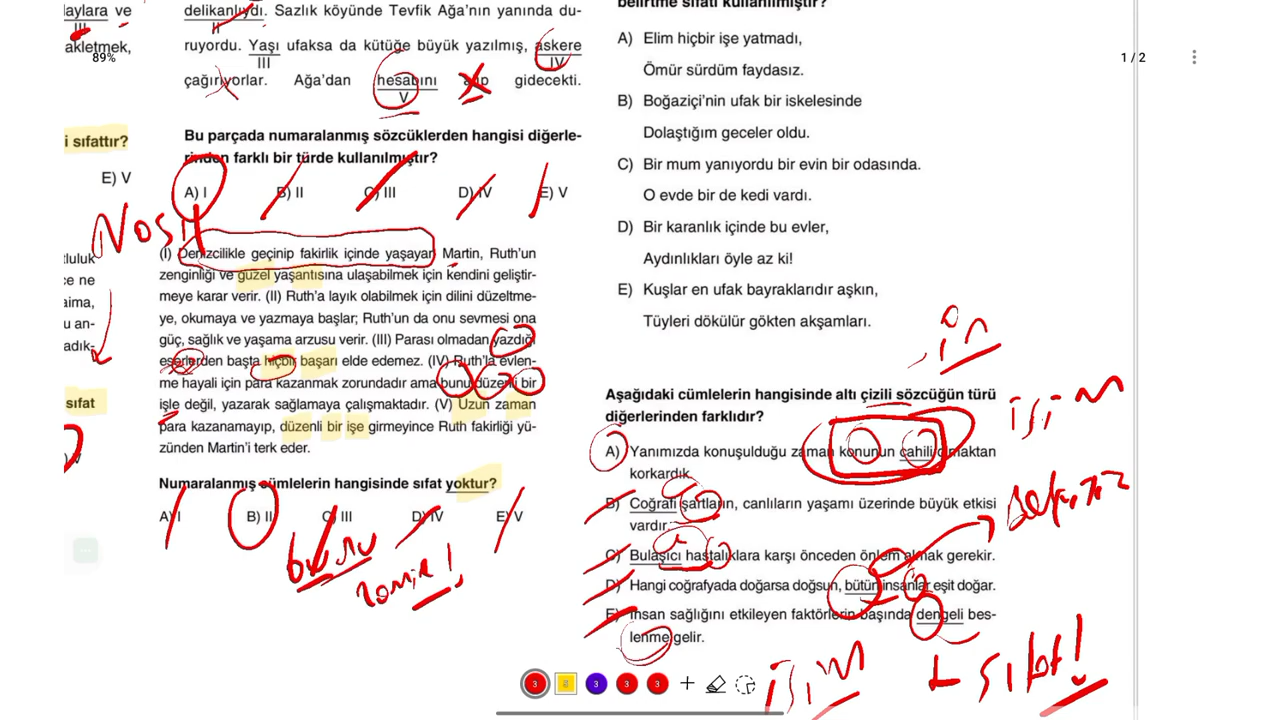 laylara ve
III
akletmek,
89%
i sıfattır?
E) V
tluluk
ce ne
aima,
u an-
adık-
sıfat
delikanlıydı. Sazlık köyünde Tevfik Ağa'nın yanında du-
II
ruyordu. Yaşı ufaksa da kütüğe büyük yazılmış, askere
III IV
çağırıyorlar. Ağa'dan hesabını alıp gidecekti.
V
Bu parçada numaralanmış sözcüklerden hangisi diğerle-
rinden farklı bir türde kullanılmıştır?
A) I B) II C) III D) IV E) V
(I) Denizcilikle geçinip fakirlik içinde yaşayan Martin, Ruth'un
zenginliği ve güzel yaşantısına ulaşabilmek için kendini geliştir-
meye karar verir. (II) Ruth'a layık olabilmek için dilini düzeltme-
ye, okumaya ve yazmaya başlar; Ruth'un da onu sevmesi ona
güç, sağlık ve yaşama arzusu verir. (III) Parası olmadan yazdığı
eserlerden başta hiçbir başarı elde edemez. (IV) Ruth'la evlen-
me hayali için para kazanmak zorundadır ama bunu düzenli bir
işle değil, yazarak sağlamaya çalışmaktadır. (V) Uzun zaman
para kazanamayıp, düzenli bir işe girmeyince Ruth fakirliği yü-
zünden Martin'i terk eder.
Numaralanmış cümlelerin hangisinde sıfat yoktur?
A) I B) II C) III D) IV E) V
bunu
zamir!
belirtme sıfatı kullanılmıştır?
A) Elim hiçbir işe yatmadı,
Ömür sürdüm faydasız.
B) Boğaziçi'nin ufak bir iskelesinde
Dolaştığım geceler oldu.
C) Bir mum yanıyordu bir evin bir odasında.
O evde bir de kedi vardı.
D) Bir karanlık içinde bu evler,
Aydınlıkları öyle az ki!
E) Kuşlar en ufak bayraklarıdır aşkın,
Tüyleri dökülür gökten akşamları.
Aşağıdaki cümlelerin hangisinde altı çizili sözcüğün türü
diğerlerinden farklıdır?
A) Yanımızda konuşulduğu zaman konunun cahili olmaktan
korkardık.
B) Coğrafi şartların, canlıların yaşamı üzerinde büyük etkisi
vardır.
C) Bulaşıcı hastalıklara karşı önceden önlem almak gerekir.
D) Hangi coğrafyada doğarsa doğsun, bütün insanlar eşit doğar.
E) İnsan sağlığını etkileyen faktörlerin başında dengeli bes-
lenme gelir.
isim
isim
+ sıfat!
1 / 2
3 3 3 3